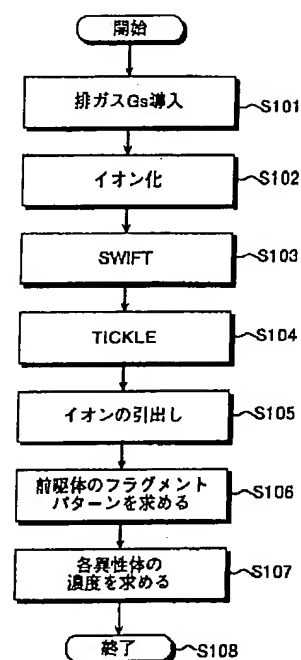 開始
排ガスGs導入
S101
イオン化
S102
SWIFT
S103
TICKLE
S104
イオンの引出し
S105
前駆体のフラグメント
パターンを求める
S106
各異性体の
濃度を求める
S107
終了
S108